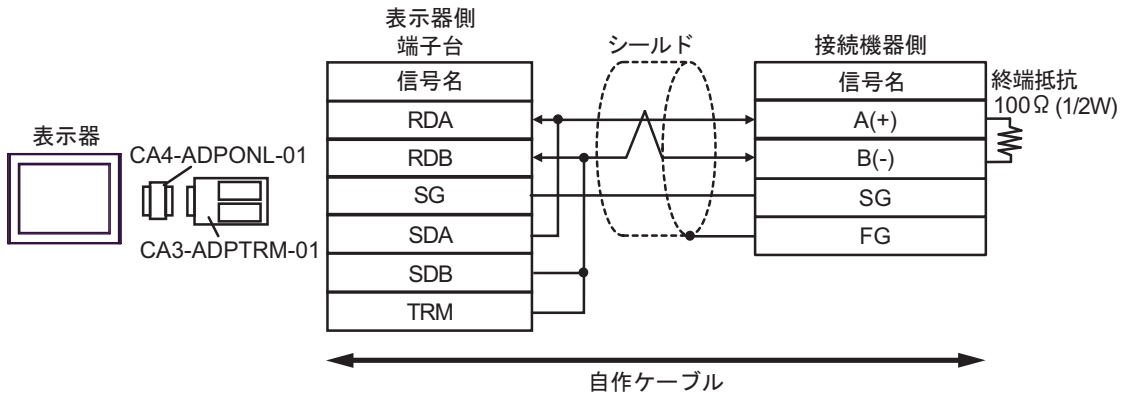 表示器側
端子台
シールド
接続機器側
信号名
信号名
終端抵抗
100Ω (1/2W)
RDA
A(+)
表示器
RDB
B(-)
CA4-ADPONL-01
SG
SG
SDA
FG
CA3-ADPTRM-01
SDB
TRM
自作ケーブル